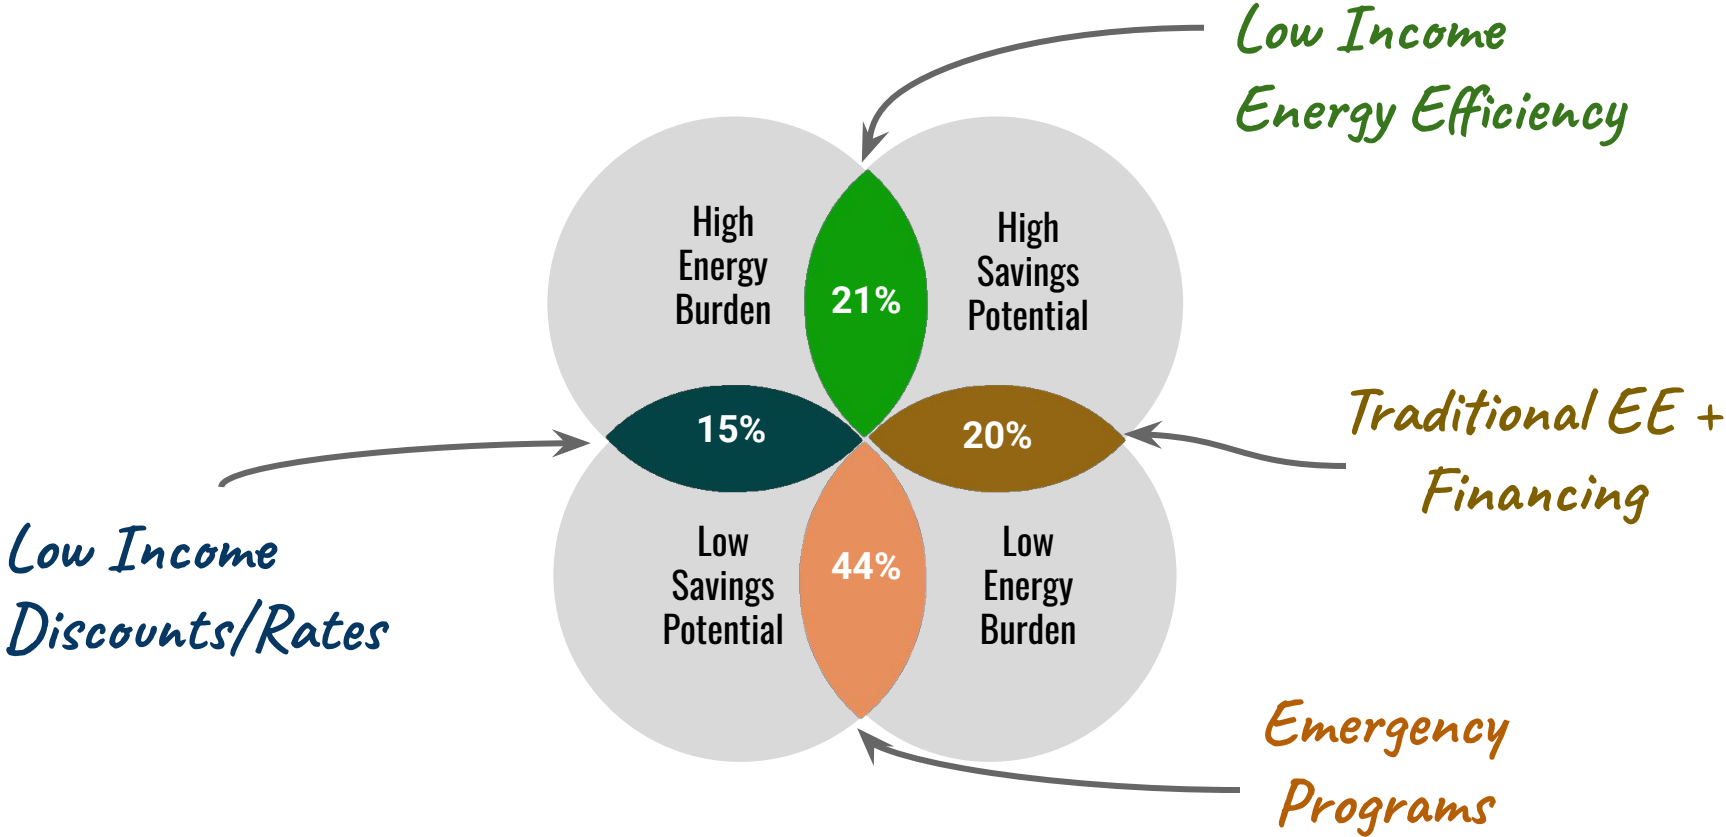 Low Income
Energy Efficiency
High
Energy
Burden
High
Savings
Potential
21%
15%
20%
Traditional EE +
Financing
Low Income
Discounts/Rates
Low
Savings
Potential
44%
Low
Energy
Burden
Emergency
Programs